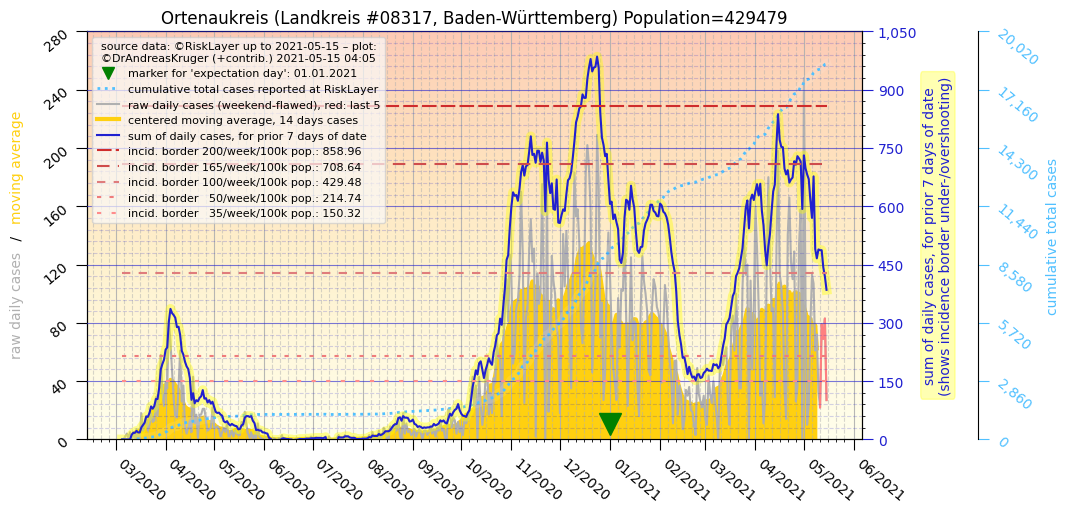 Ortenaukreis (Landkreis #08317, Baden-Württemberg) Population=429479
source data: ©RiskLayer up to 2021-05-15 – plot:
©DrAndreasKruger (+contrib.) 2021-05-15 04:05
marker for 'expectation day': 01.01.2021
cumulative total cases reported at RiskLayer
raw daily cases (weekend-flawed), red: last 5
centered moving average, 14 days cases
sum of daily cases, for prior 7 days of date
incid. border 200/week/100k pop.: 858.96
incid. border 165/week/100k pop.: 708.64
incid. border 100/week/100k pop.: 429.48
incid. border 50/week/100k pop.: 214.74
incid. border 35/week/100k pop.: 150.32
raw daily cases / moving average
280
240
200
160
120
80
40
0
03/2020
04/2020
05/2020
06/2020
07/2020
08/2020
09/2020
10/2020
11/2020
12/2020
01/2021
02/2021
03/2021
04/2021
05/2021
06/2021
1,050
900
750
600
450
300
150
0
sum of daily cases, for prior 7 days of date
(shows incidence border under-/overshooting)
20,020
17,160
14,300
11,440
8,580
5,720
2,860
0
cumulative total cases